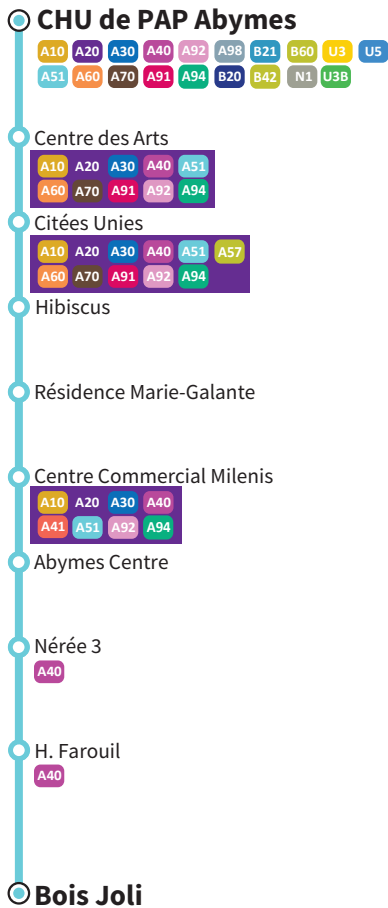 CHU de PAP Abymes
A10 A20 A30 A40 A92 A98 B21 B60 U3 U5
A51 A60 A70 A91 A94 B20 B42 N1 U3B
Centre des Arts
A10 A20 A30 A40 A51
A60 A70 A91 A92 A94
Citées Unies
A10 A20 A30 A40 A51 A57
A60 A70 A91 A92 A94
Hibiscus
Résidence Marie-Galante
Centre Commercial Milenis
A10 A20 A30 A40
A41 A51 A92 A94
Abymes Centre
Nérée 3
A40
H. Farouil
A40
Bois Joli